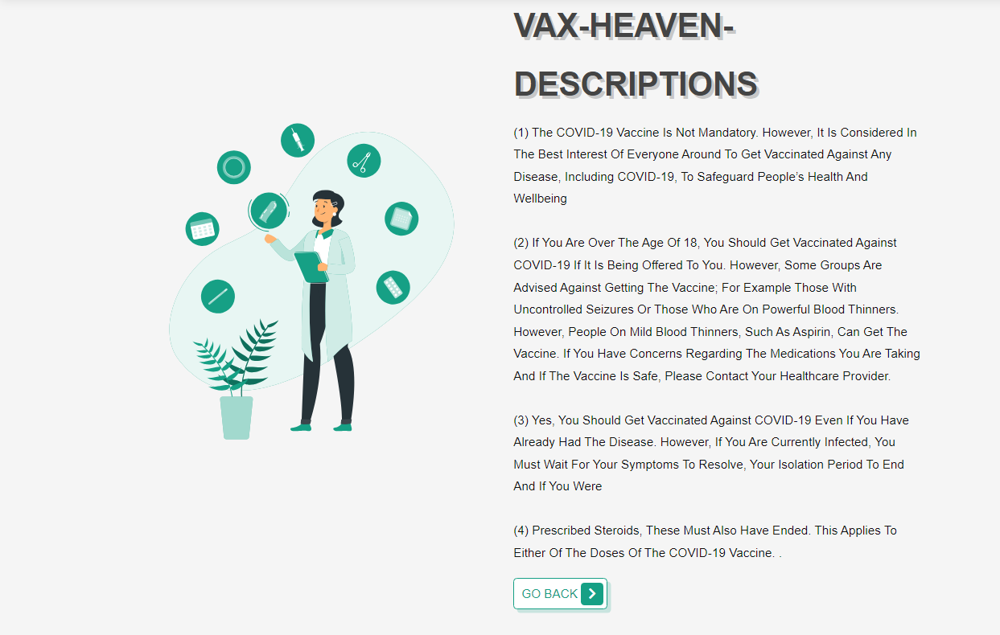 VAX-HEAVEN-
DESCRIPTIONS
(1) The COVID-19 Vaccine Is Not Mandatory. However, It Is Considered In
The Best Interest Of Everyone Around To Get Vaccinated Against Any
Disease, Including COVID-19, To Safeguard People’s Health And
Wellbeing
(2) If You Are Over The Age Of 18, You Should Get Vaccinated Against
COVID-19 If It Is Being Offered To You. However, Some Groups Are
Advised Against Getting The Vaccine; For Example Those With
Uncontrolled Seizures Or Those Who Are On Powerful Blood Thinners.
However, People On Mild Blood Thinners, Such As Aspirin, Can Get The
Vaccine. If You Have Concerns Regarding The Medications You Are Taking
And If The Vaccine Is Safe, Please Contact Your Healthcare Provider.
(3) Yes, You Should Get Vaccinated Against COVID-19 Even If You Have
Already Had The Disease. However, If You Are Currently Infected, You
Must Wait For Your Symptoms To Resolve, Your Isolation Period To End
And If You Were
(4) Prescribed Steroids, These Must Also Have Ended. This Applies To
Either Of The Doses Of The COVID-19 Vaccine. .
GO BACK